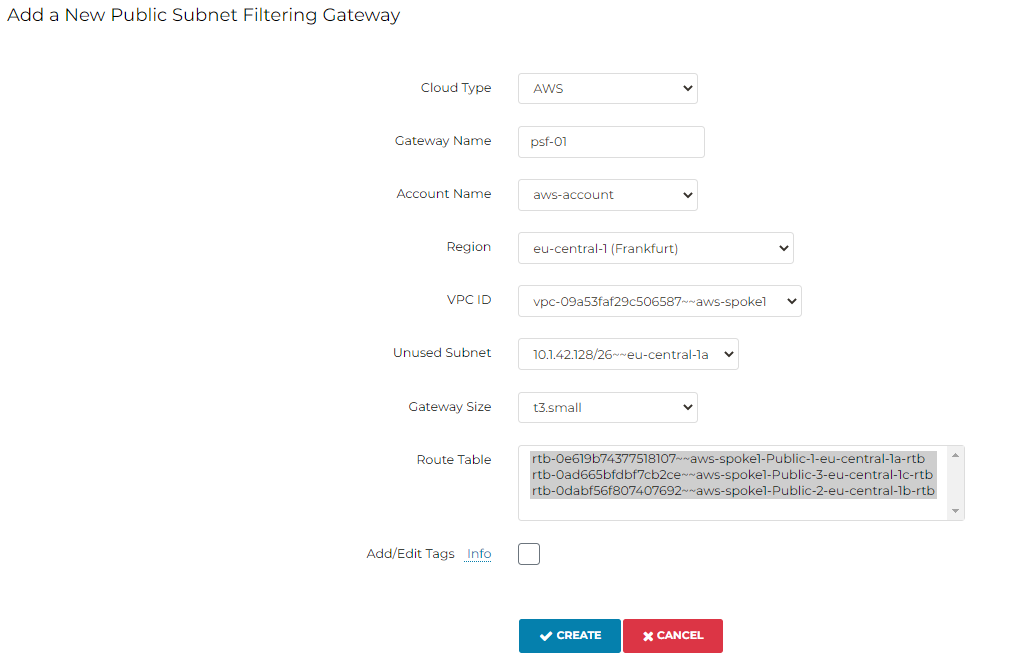 Add a New Public Subnet Filtering Gateway
Cloud Type AWS
Gateway Name psf-01
Account Name aws-account
Region eu-central-1 (Frankfurt)
VPC ID vpc-09a53faf29c506587~~aws-spoke1
Unused Subnet 10.1.42.128/26~~eu-central-1a
Gateway Size t3.small
Route Table rtb-0e619b74377518107~~aws-spoke1-Public-1-eu-central-1a-rtb
rtb-0ad665bfdbf7cb2ce~~aws-spoke1-Public-3-eu-central-1c-rtb
rtb-0dabf56f807407692~~aws-spoke1-Public-2-eu-central-1b-rtb
Add/Edit Tags Info
CREATE CANCEL